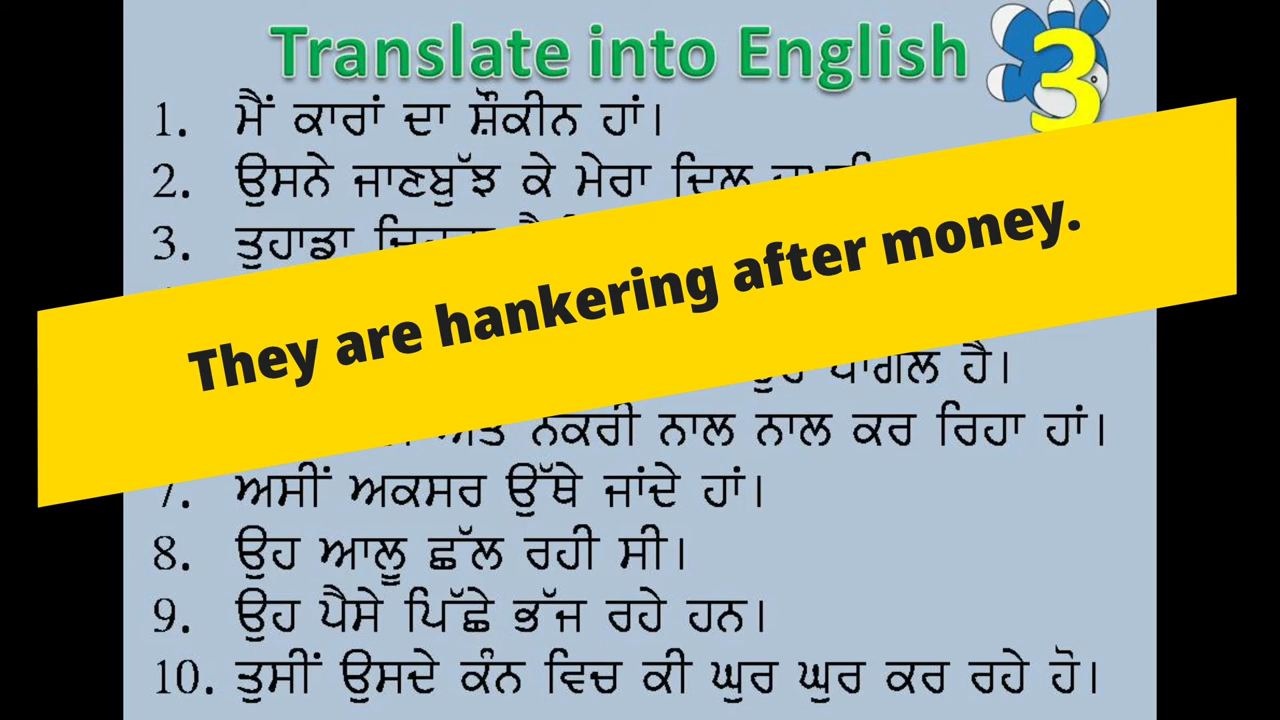 Translate into English
3
1. ਮੈਂ ਕਾਰਾਂ ਦਾ ਸ਼ੌਕੀਨ ਹਾਂ।
2. ਉਸਨੇ ਜਾਣਬੁੱਝ ਕੇ ਮੇਰਾ ਦਿਲ
3. ਤੁਹਾਡਾ
They are hankering after money.
ਪਾਗਲ ਹੈ।
ਨੌਕਰੀ ਨਾਲ ਨਾਲ ਕਰ ਰਿਹਾ ਹਾਂ।
7. ਅਸੀਂ ਅਕਸਰ ਉੱਥੇ ਜਾਂਦੇ ਹਾਂ।
8. ਉਹ ਆਲੂ ਛੱਲ ਰਹੀ ਸੀ।
9. ਉਹ ਪੈਸੇ ਪਿੱਛੇ ਭੱਜ ਰਹੇ ਹਨ।
10. ਤੁਸੀਂ ਉਸਦੇ ਕੰਨ ਵਿਚ ਕੀ ਘੁਰ ਘੁਰ ਕਰ ਰਹੇ ਹੋ।